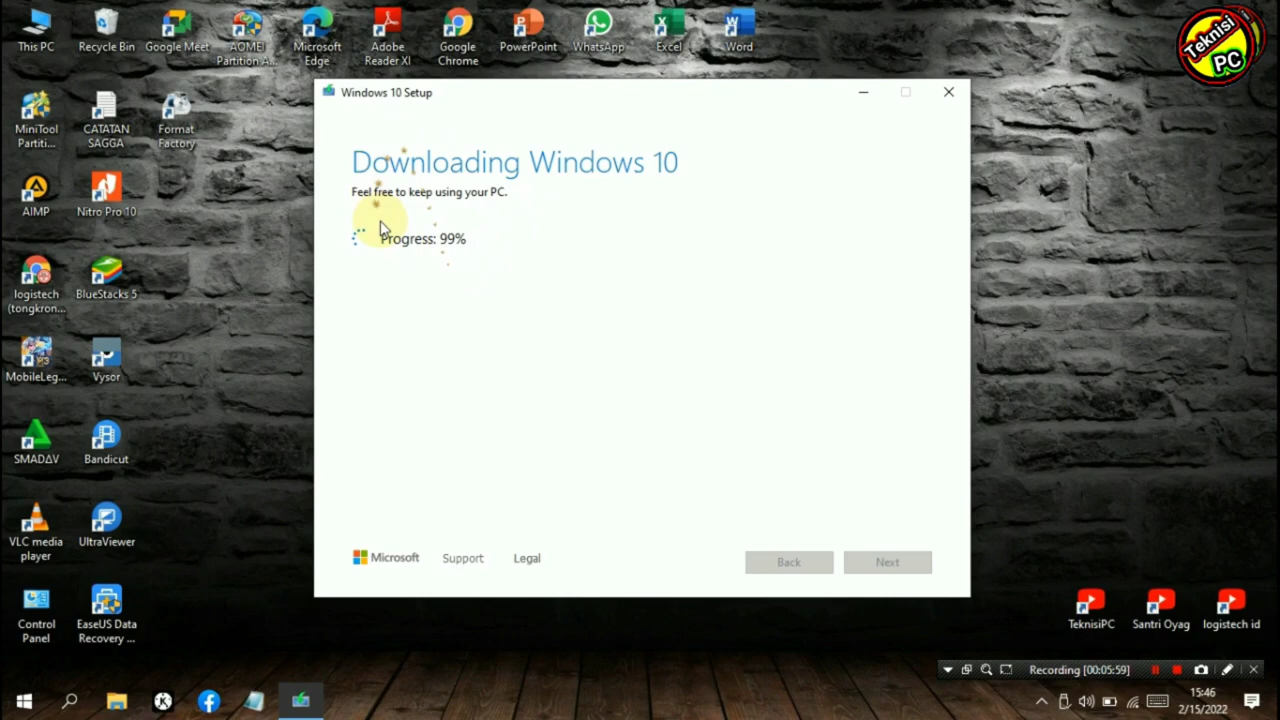 This PC
Recycle Bin
Google Meet
AOMEI
Partition A...
Microsoft
Edge
Adobe
Reader XI
Google
Chrome
PowerPoint
WhatsApp
Excel
Word
Teknisi
PC
MiniTool
Partiti...
CATATAN
SAGGA
Format
Factory
AIMP
Nitro Pro 10
logistech
(tongkron...
BlueStacks 5
MobileLeg...
Vysor
SMADΔV
Bandicut
VLC media
player
UltraViewer
Control
Panel
EaseUS Data
Recovery ...
Windows 10 Setup
Downloading Windows 10
Feel free to keep using your PC.
Progress: 99%
Microsoft
Support
Legal
Back
Next
TeknisiPC
Santri Oyag
logistech id
Recording [00:05:59]
15:46
2/15/2022